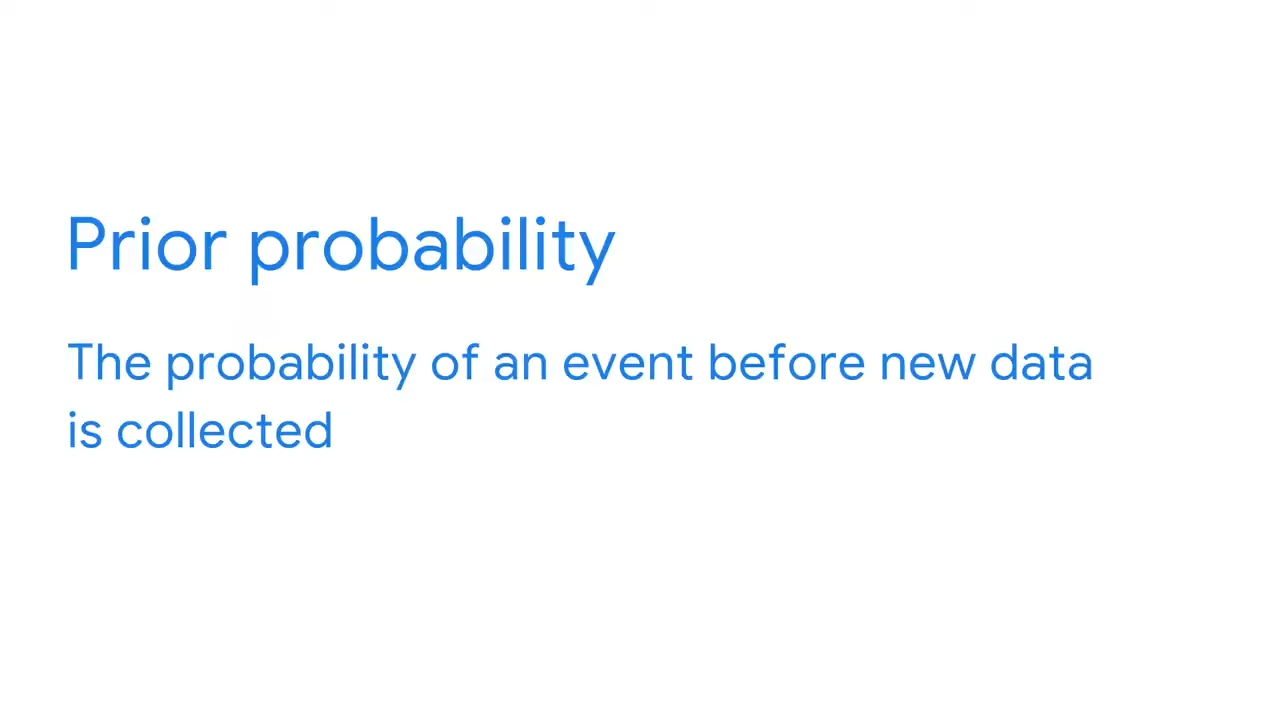 Prior probability
The probability of an event before new data
is collected